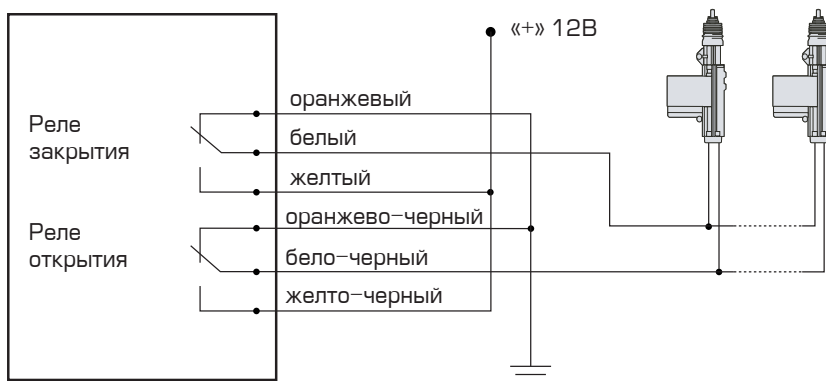 «+» 12В
оранжевый
Реле
закрытия
белый
желтый
оранжево-черный
Реле
открытия
бело-черный
желто-черный